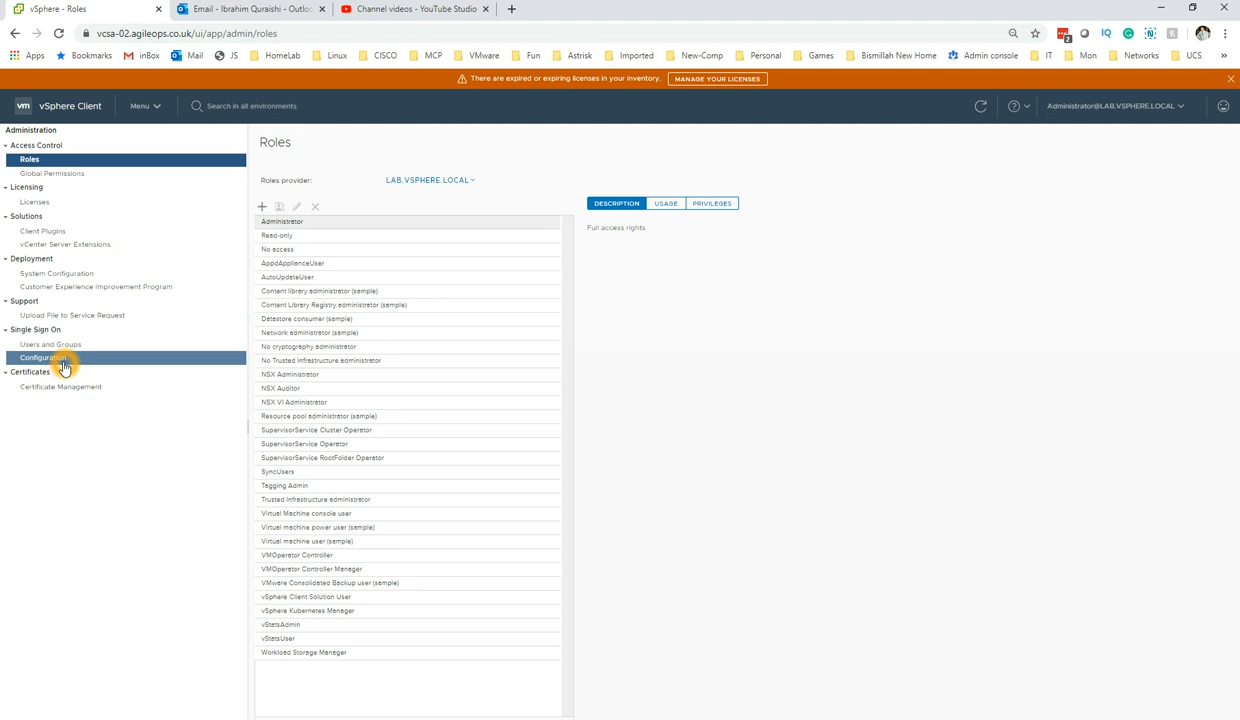 vSphere - Roles
Email - Ibrahim Quraishi - Outloo
Channel videos - YouTube Studio
vcsa-02.agileops.co.uk/ui/app/admin/roles
Apps Bookmarks inBox Mail JS HomeLab Linux CISCO MCP VMware Fun Astrisk Imported New-Comp Personal Games Bismillah New Home Admin console IT Mon Networks UCS »
There are expired or expiring licenses in your inventory. MANAGE YOUR LICENSES
vm vSphere Client Menu Search in all environments Administrator@LAB.VSPHERE.LOCAL
Administration
Access Control
Roles
Global Permissions
Licensing
Licenses
Solutions
Client Plugins
vCenter Server Extensions
Deployment
System Configuration
Customer Experience Improvement Program
Support
Upload File to Service Request
Single Sign On
Users and Groups
Configuration
Certificates
Certificate Management
Roles
Roles provider: LAB.VSPHERE.LOCAL
Administrator
Read-only
No access
AppdApplianceUser
AutoUpdateUser
Content library administrator (sample)
Content Library Registry administrator (sample)
Datastore consumer (sample)
Network administrator (sample)
No cryptography administrator
No Trusted Infrastructure administrator
NSX Administrator
NSX Auditor
NSX VI Administrator
Resource pool administrator (sample)
SupervisorService Cluster Operator
SupervisorService Operator
SupervisorService RootFolder Operator
SyncUsers
Tagging Admin
Trusted Infrastructure administrator
Virtual Machine console user
Virtual machine power user (sample)
Virtual machine user (sample)
VMOperator Controller
VMOperator Controller Manager
VMware Consolidated Backup user (sample)
vSphere Client Solution User
vSphere Kubernetes Manager
vStatsAdmin
vStatsUser
Workload Storage Manager
DESCRIPTION USAGE PRIVILEGES
Full access rights